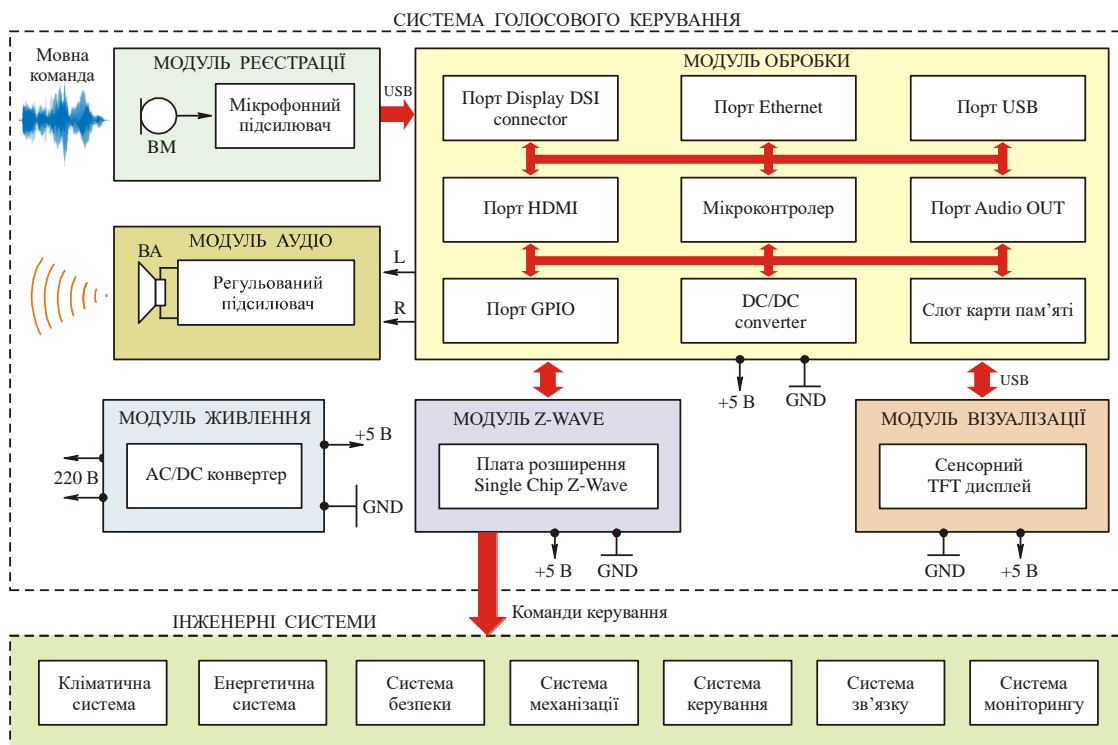 СИСТЕМА ГОЛОСОВОГО КЕРУВАННЯ
Мовна
команда
МОДУЛЬ РЕЄСТРАЦІЇ
Мікрофонний
підсилювач
ВМ
USB
МОДУЛЬ ОБРОБКИ
Порт Display DSI
connector
Порт Ethernet
Порт USB
Порт HDMI
Мікроконтролер
Порт Audio OUT
Порт GPIO
DC/DC
converter
Слот карти пам’яті
МОДУЛЬ АУДІО
ВА
Регульований
підсилювач
L
R
+5 В
GND
USB
МОДУЛЬ ЖИВЛЕННЯ
AC/DC конвертер
220 В
+5 В
GND
МОДУЛЬ Z-WAVE
Плата розширення
Single Chip Z-Wave
+5 В
GND
МОДУЛЬ ВІЗУАЛІЗАЦІЇ
Сенсорний
TFT дисплей
GND
+5 В
Команди керування
ІНЖЕНЕРНІ СИСТЕМИ
Кліматична
система
Енергетична
система
Система
безпеки
Система
механізації
Система
керування
Система
зв’язку
Система
моніторингу